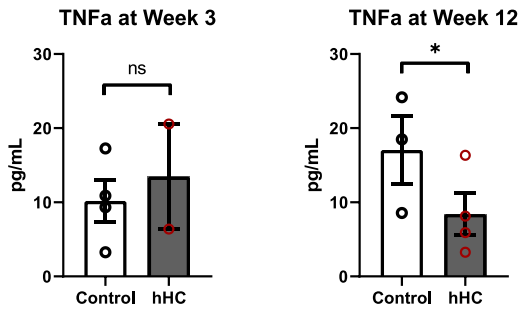 TNFa at Week 3
ns
30
20
10
0
pg/mL
Control hHC
TNFa at Week 12
*
30
20
10
0
pg/mL
Control hHC